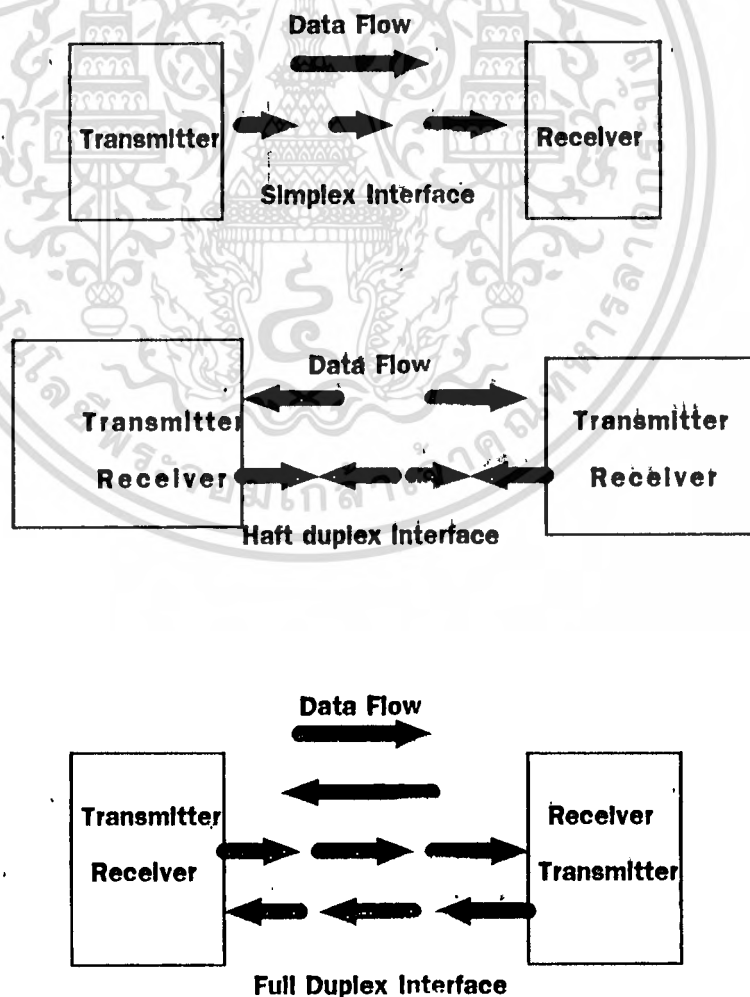 Data Flow
Transmitter
Receiver
Simplex Interface
Data Flow
Transmitter
Receiver
Transmitter
Receiver
Haft duplex Interface
Data Flow
Transmitter
Receiver
Receiver
Transmitter
Full Duplex Interface